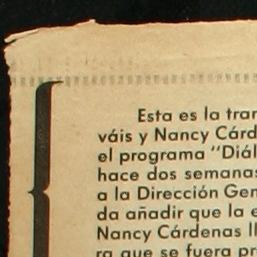 Esta es la tran
váis y Nancy Cárd
el programa "Diál
hace dos semanas
a la Dirección Gen
da añadir que la e
Nancy Cárdenas ll
ra que se fuera pr